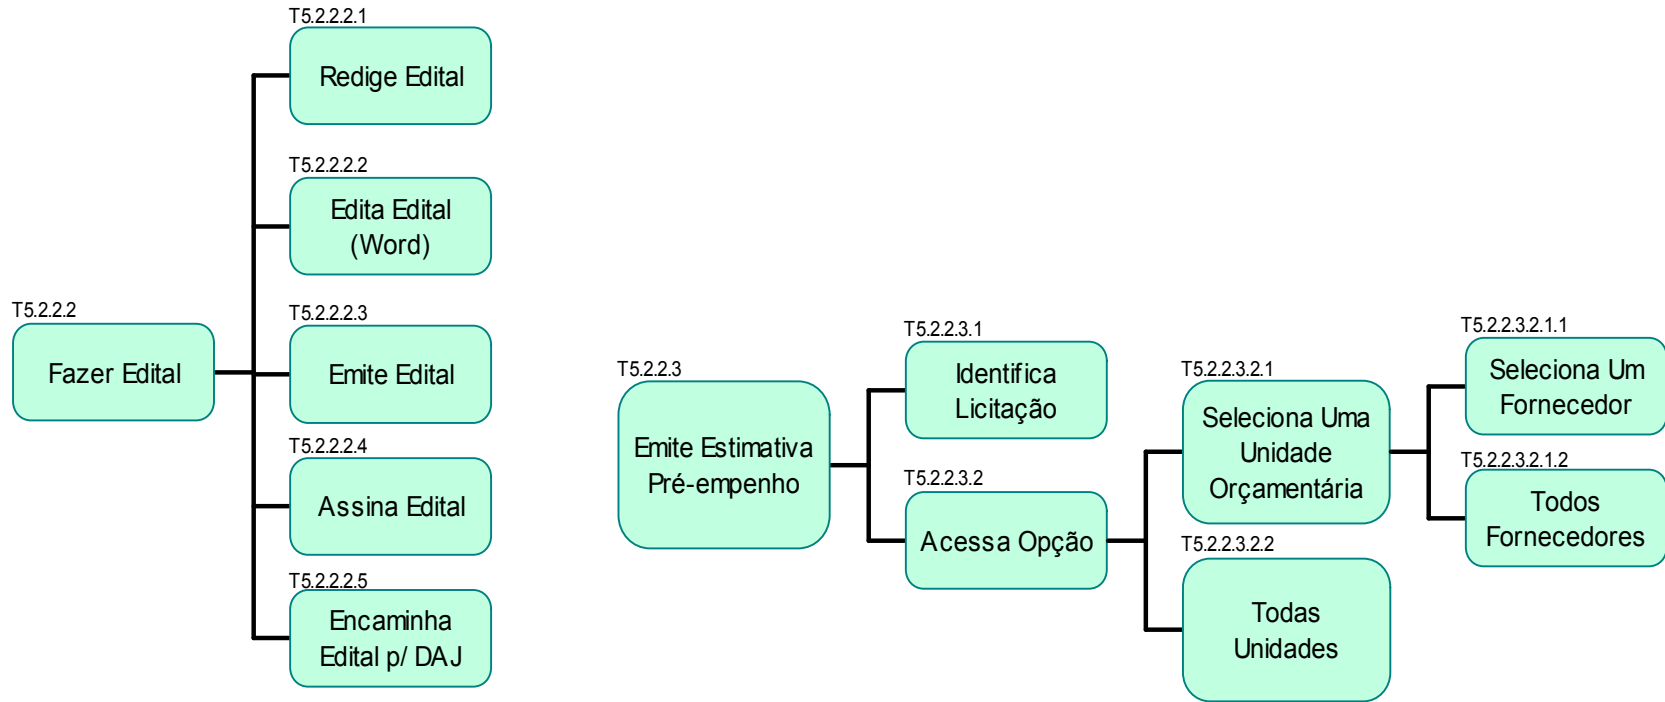 T5.2.2.2
Fazer Edital
T5.2.2.2.1
Redige Edital
T5.2.2.2.2
Edita Edital
(Word)
T5.2.2.2.3
Emite Edital
T5.2.2.2.4
Assina Edital
T5.2.2.2.5
Encaminha
Edital p/ DAJ
T5.2.2.3
Emite Estimativa
Pré-empenho
T5.2.2.3.1
Identifica
Licitação
T5.2.2.3.2
Acessa Opção
T5.2.2.3.2.1
Seleciona Uma
Unidade
Orçamentária
T5.2.2.3.2.2
Todas
Unidades
T5.2.2.3.2.1.1
Seleciona Um
Fornecedor
T5.2.2.3.2.1.2
Todos
Fornecedores